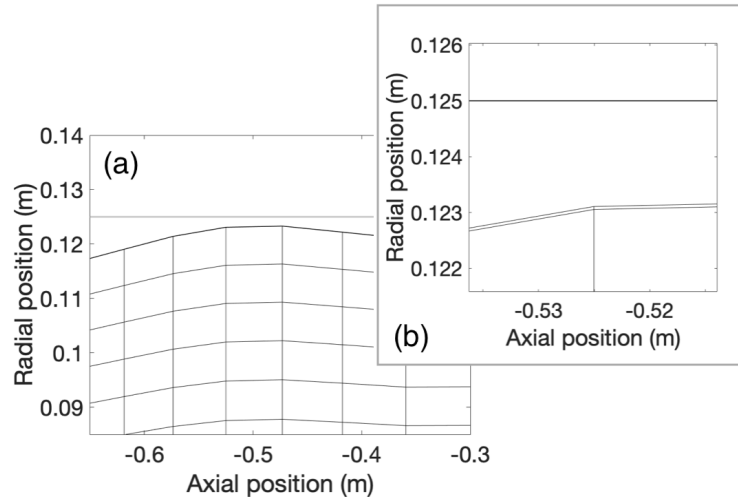 (a)
0.14
0.13
0.12
0.11
0.1
0.09
Radial position (m)
-0.6
-0.5
-0.4
-0.3
Axial position (m)
(b)
0.126
0.125
0.124
0.123
0.122
Radial position (m)
-0.53
-0.52
Axial position (m)